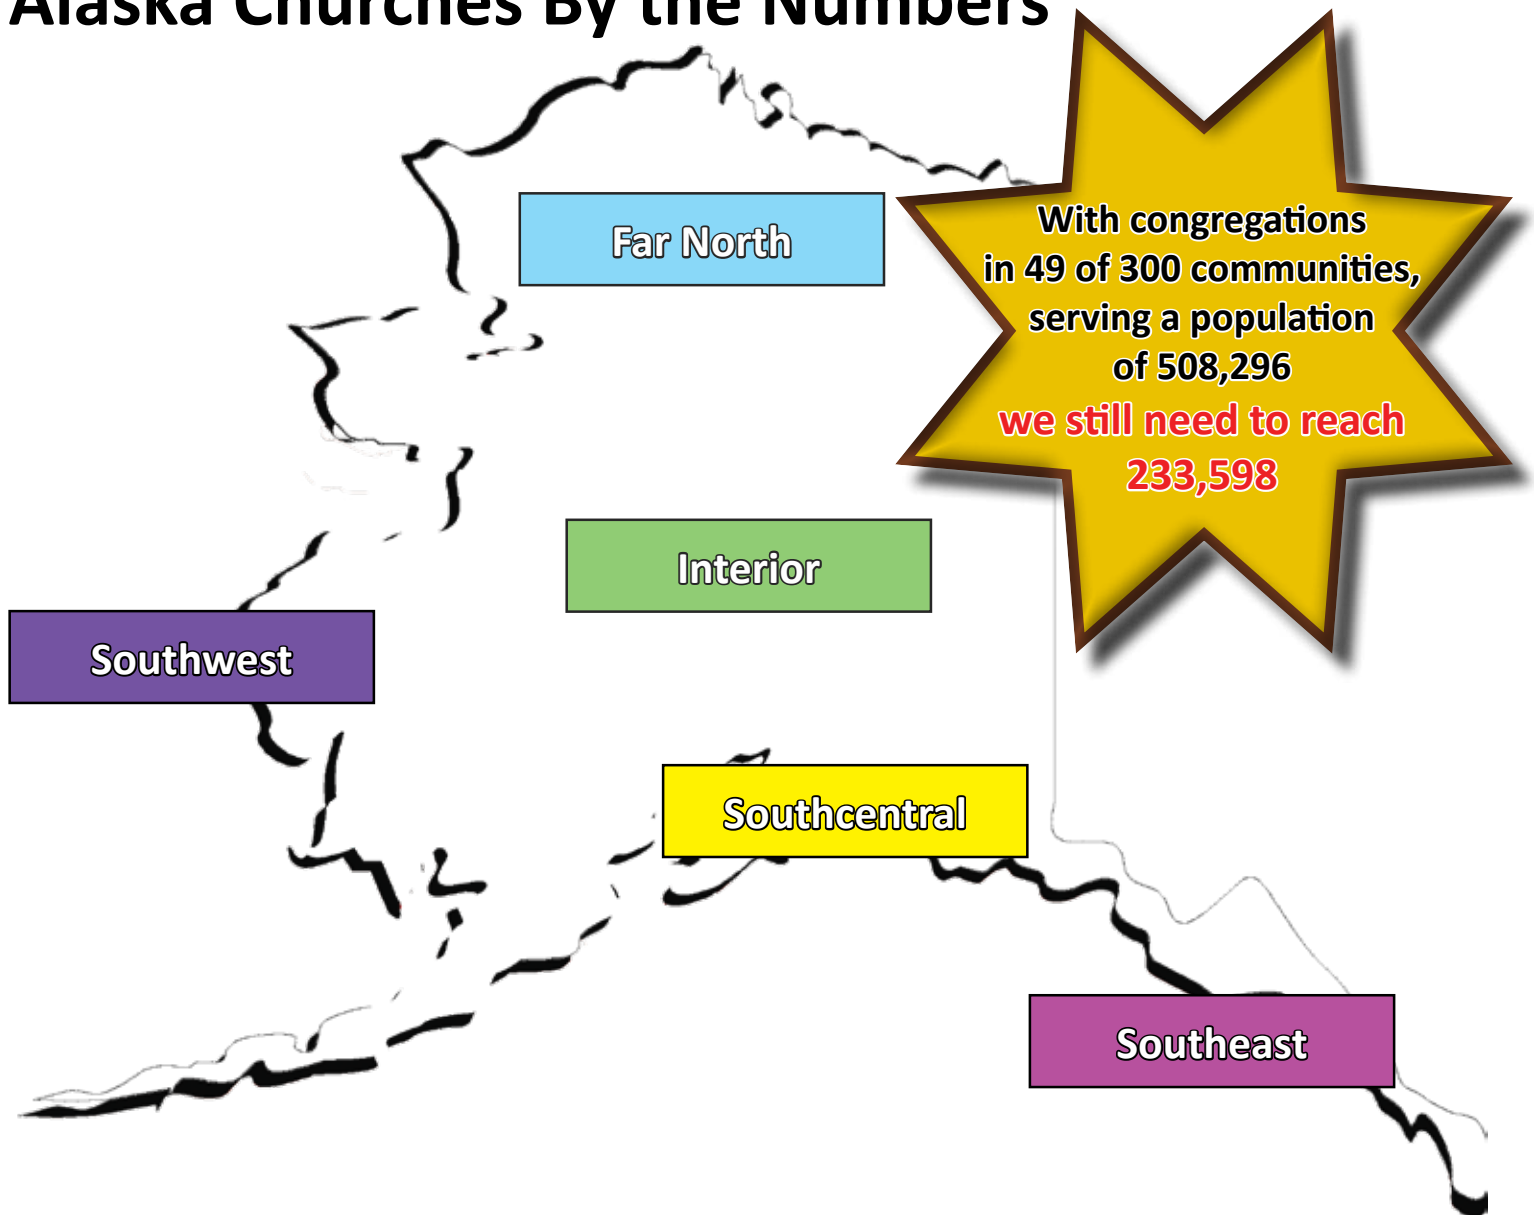 Alaska Churches By the Numbers
With congregations
in 49 of 300 communities,
serving a population
of 508,296
we still need to reach
233,598
Far North
Interior
Southwest
Southcentral
Southeast